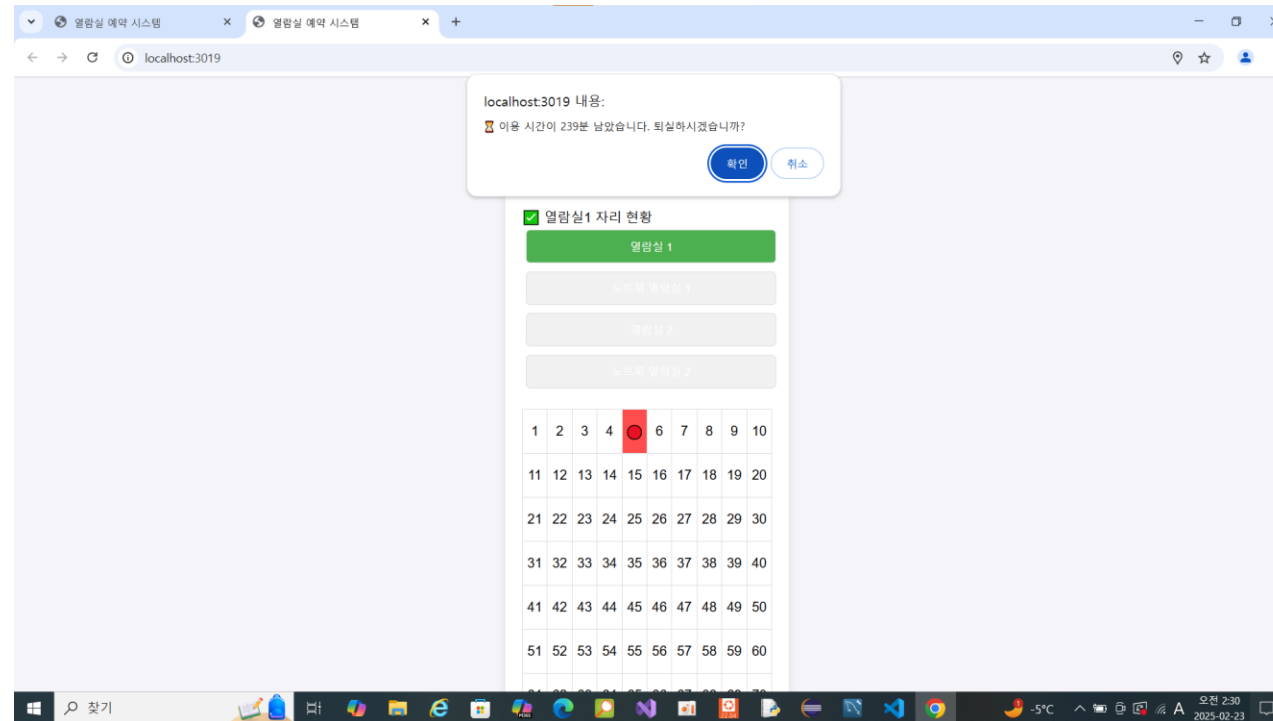 열람실 예약 시스템
열람실 예약 시스템
localhost:3019
localhost:3019 내용:
⏳ 이용 시간이 239분 남았습니다. 퇴실하시겠습니까?
확인 취소
✅ 열람실1 자리 현황
열람실 1
노트북 열람실 1
열람실 2
노트북 열람실 2
1 2 3 4 6 7 8 9 10
11 12 13 14 15 16 17 18 19 20
21 22 23 24 25 26 27 28 29 30
31 32 33 34 35 36 37 38 39 40
41 42 43 44 45 46 47 48 49 50
51 52 53 54 55 56 57 58 59 60
찾기
-5°C
A
오전 2:30
2025-02-23